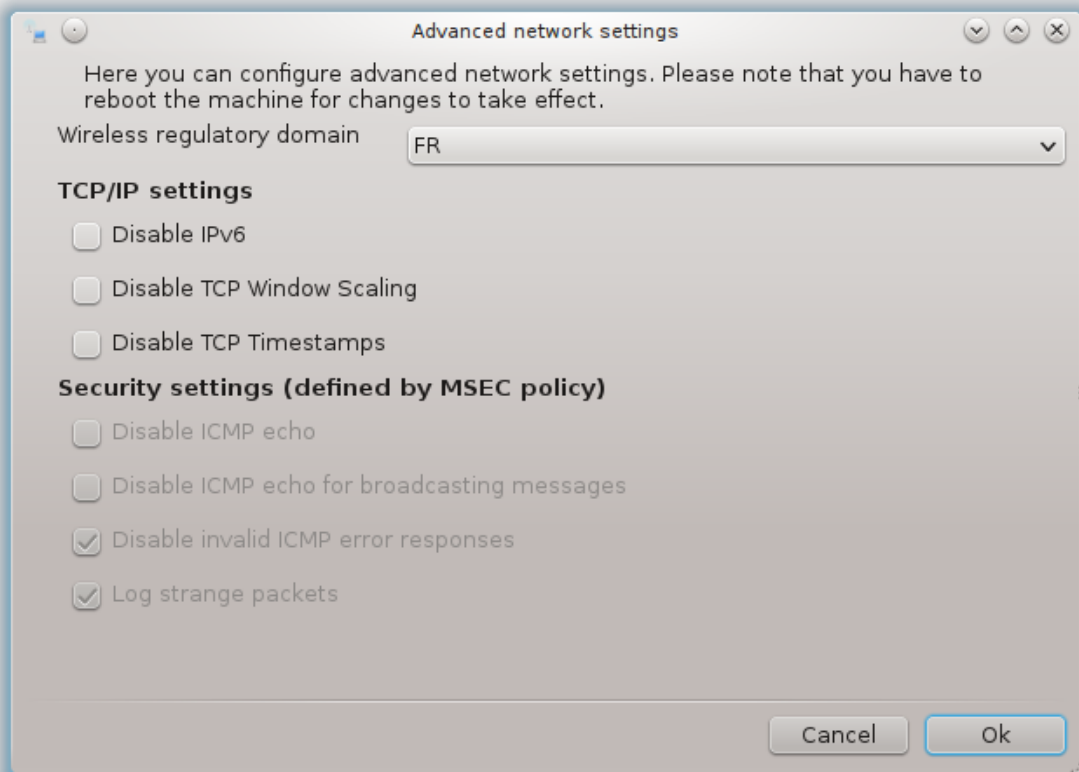 Advanced network settings
Here you can configure advanced network settings. Please note that you have to
reboot the machine for changes to take effect.
Wireless regulatory domain
FR
TCP/IP settings
Disable IPv6
Disable TCP Window Scaling
Disable TCP Timestamps
Security settings (defined by MSEC policy)
Disable ICMP echo
Disable ICMP echo for broadcasting messages
Disable invalid ICMP error responses
Log strange packets
Cancel
Ok